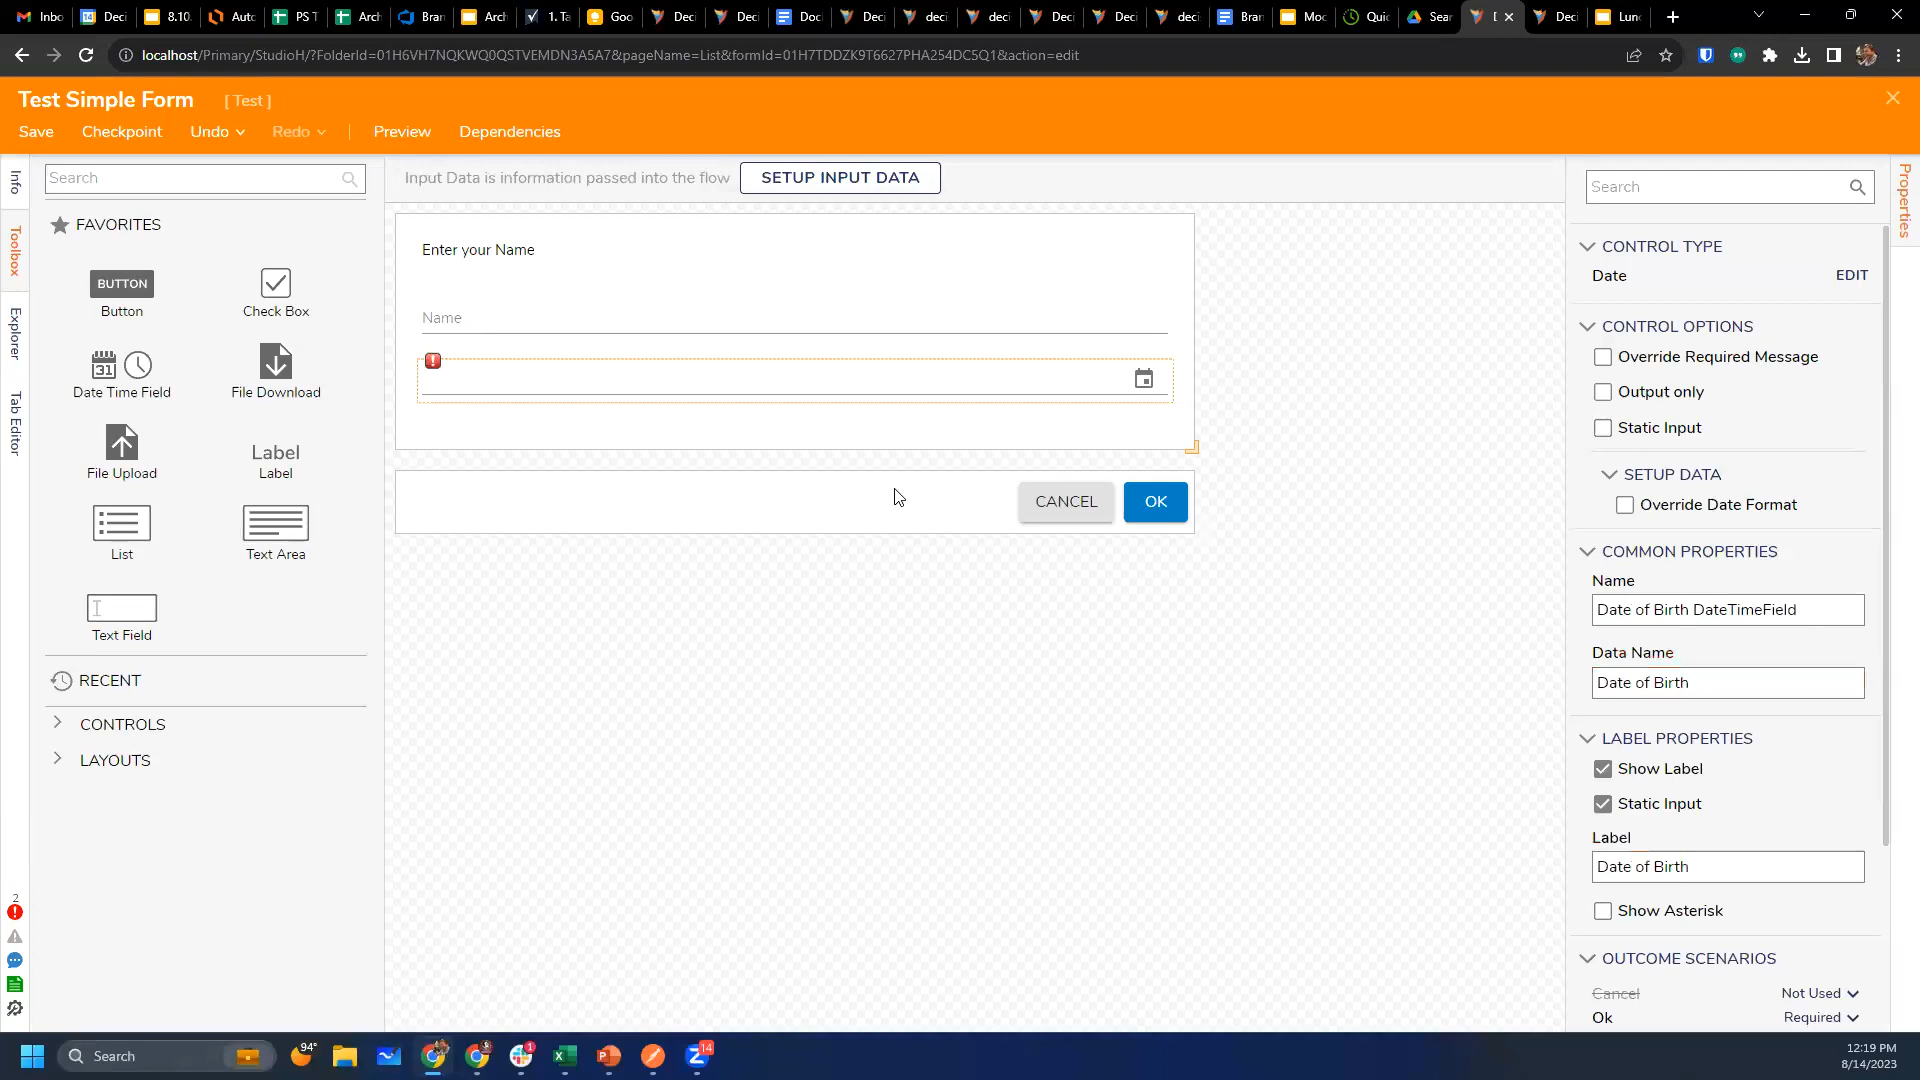 Inbo
Deci
8.10.
Auto
PS T
Arch
Bran
Arch
1. Ta
Goo
Deci
Deci
Doc
Deci
deci
deci
Deci
Deci
deci
Bran
Moc
Quic
Sear
Deci
Lunc
localhost/Primary/StudioH/?FolderId=01H6VH7NQKWQ0QSTVEMDN3A5A7&pageName=List&formId=01H7TDDZK9T6627PHA254DC5Q1&action=edit
Test Simple Form [ Test ]
Save Checkpoint Undo Redo | Preview Dependencies
Info
Toolbox
Explorer
Tab Editor
Search
FAVORITES
BUTTON
Button
Check Box
31
Date Time Field
File Download
File Upload
Label
Label
List
Text Area
Text Field
RECENT
CONTROLS
LAYOUTS
2
Input Data is information passed into the flow SETUP INPUT DATA
Enter your Name
Name
CANCEL OK
Properties
Search
CONTROL TYPE
Date EDIT
CONTROL OPTIONS
Override Required Message
Output only
Static Input
SETUP DATA
Override Date Format
COMMON PROPERTIES
Name
Date of Birth DateTimeField
Data Name
Date of Birth
LABEL PROPERTIES
Show Label
Static Input
Label
Date of Birth
Show Asterisk
OUTCOME SCENARIOS
Cancel Not Used
Ok Required
Search
94°
1
14
12:19 PM
8/14/2023